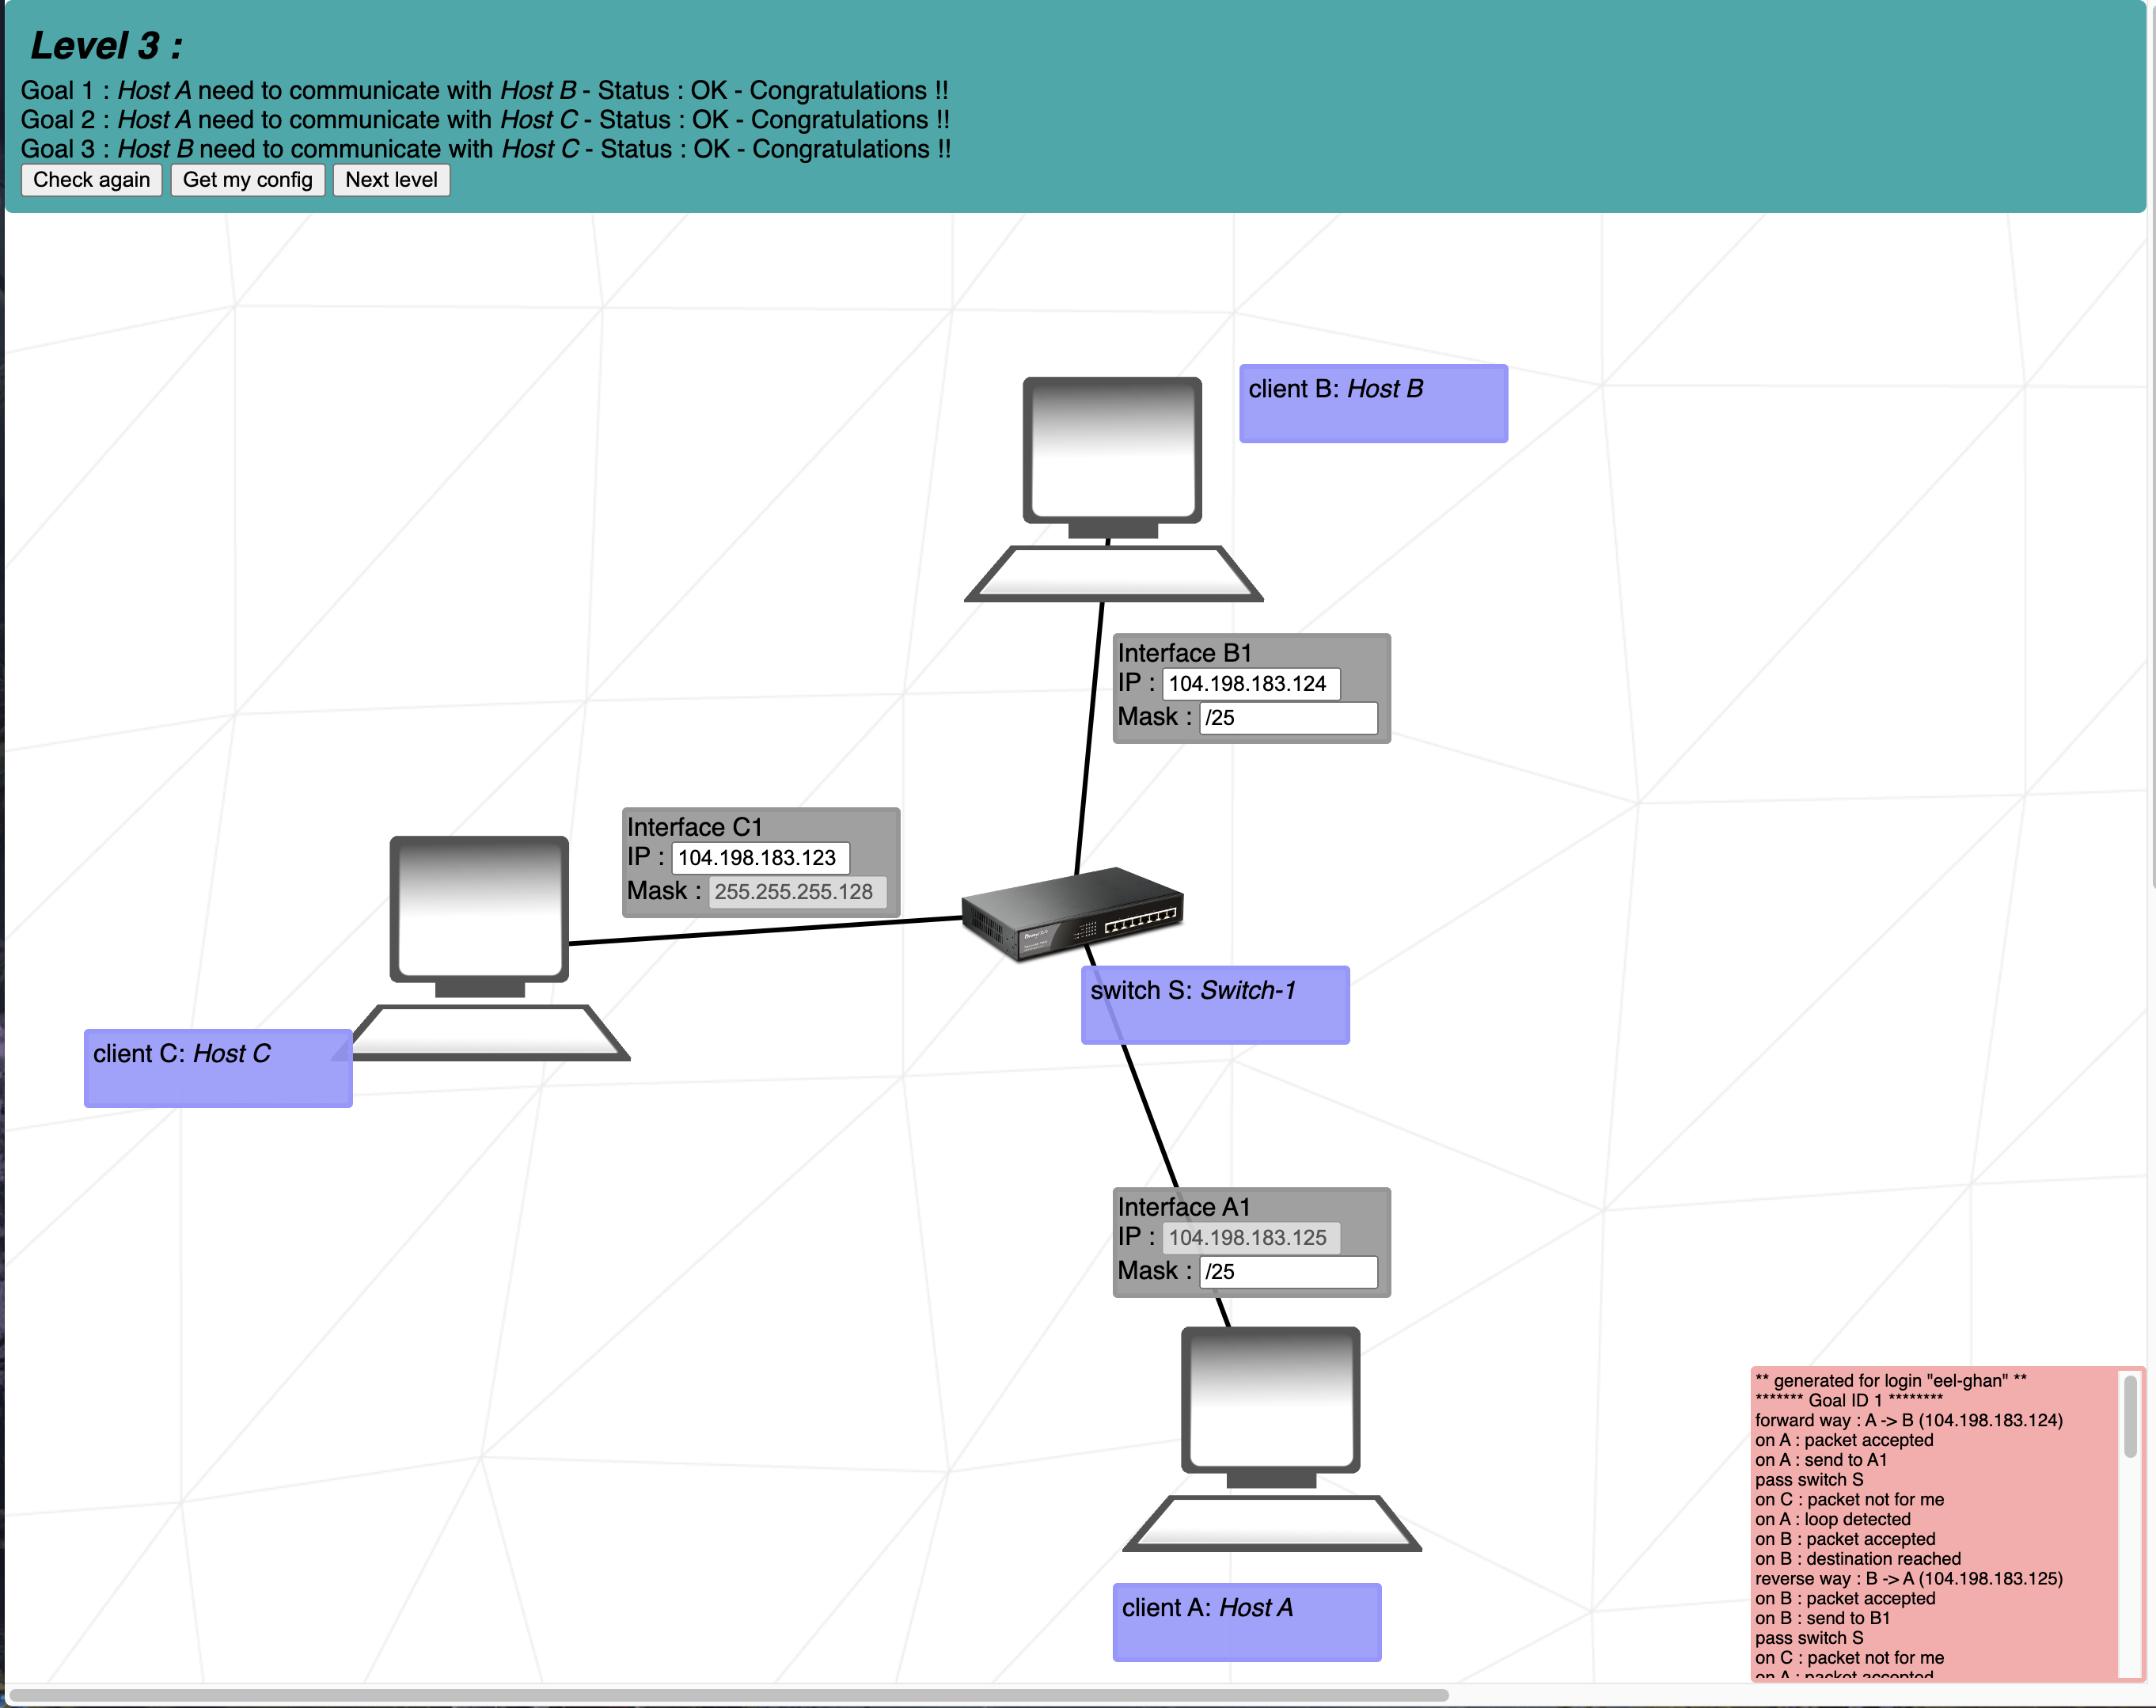 Level 3 :
Goal 1 : Host A need to communicate with Host B - Status : OK - Congratulations !!
Goal 2 : Host A need to communicate with Host C - Status : OK - Congratulations !!
Goal 3 : Host B need to communicate with Host C - Status : OK - Congratulations !!
Check again Get my config Next level
client B: Host B
Interface B1
IP : 104.198.183.124
Mask : /25
Interface C1
IP : 104.198.183.123
Mask : 255.255.255.128
switch S: Switch-1
client C: Host C
Interface A1
IP : 104.198.183.125
Mask : /25
client A: Host A
** generated for login "eel-ghan" **
******* Goal ID 1 ********
forward way : A -> B (104.198.183.124)
on A : packet accepted
on A : send to A1
pass switch S
on C : packet not for me
on A : loop detected
on B : packet accepted
on B : destination reached
reverse way : B -> A (104.198.183.125)
on B : packet accepted
on B : send to B1
pass switch S
on C : packet not for me
on A : packet accepted